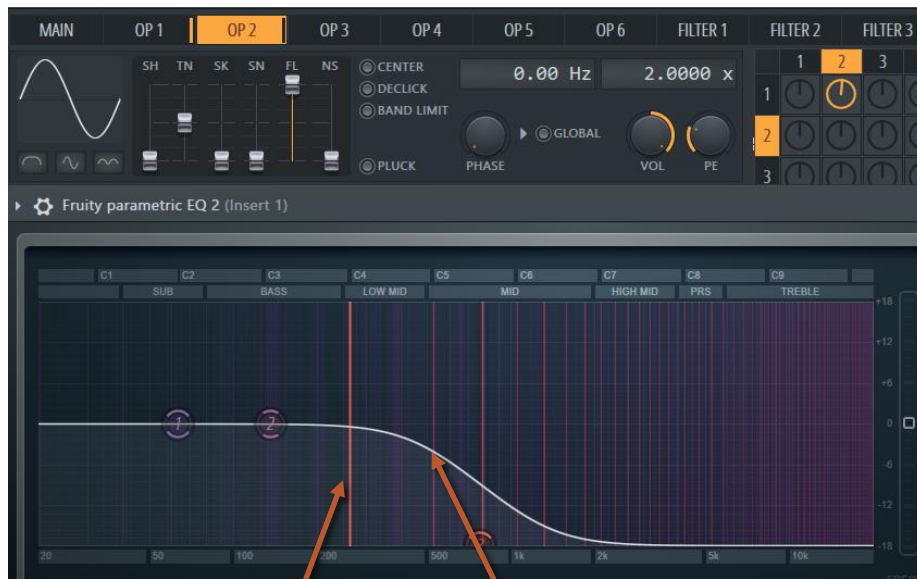 MAIN OP 1 OP 2 OP 3 OP 4 OP 5 OP 6 FILTER 1 FILTER 2 FILTER 3
SH TN SK SN FL NS
CENTER
DECLICK
BAND LIMIT
PLUCK
0.00 Hz 2.0000 x
GLOBAL
PHASE VOL PE
1 2 3
1
2
3
Fruity parametric EQ 2 (Insert 1)
C1 C2 C3 C4 C5 C6 C7 C8 C9
SUB BASS LOW MID MID HIGH MID PRS TREBLE
+18
+12
+6
0
-6
-12
-18
1 2
20 50 100 200 500 1k 2k 5k 10k